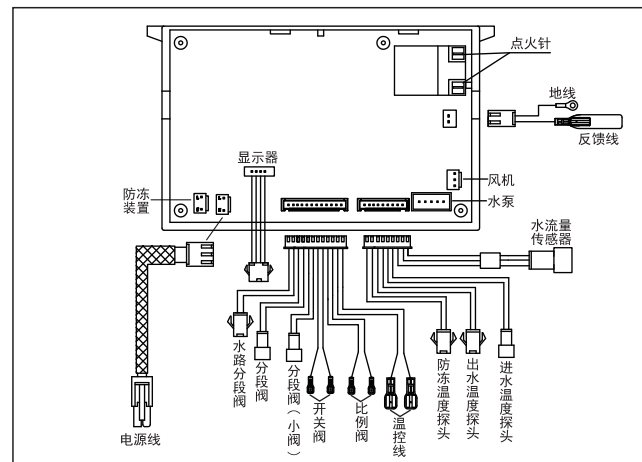 点火针
地线
反馈线
显示器
防冻
装置
风机
水泵
水流量
传感器
水路分段阀
分段阀
分段阀（小阀）
开关阀
比例阀
温控线
防冻温度探头
出水温度探头
进水温度探头
电源线